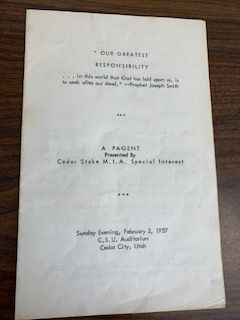 " OUR GREATEST
RESPONSIBILITY
. . . in this world that God has laid upon us, is
to seek after our dead." --Prophet Joseph Smith
***
A PAGENT
Presented By
Cedar Stake M.I.A. Special Interest
***
Sunday Evening, February 3, 1957
C.S.U. Auditorium
Cedar City, Utah